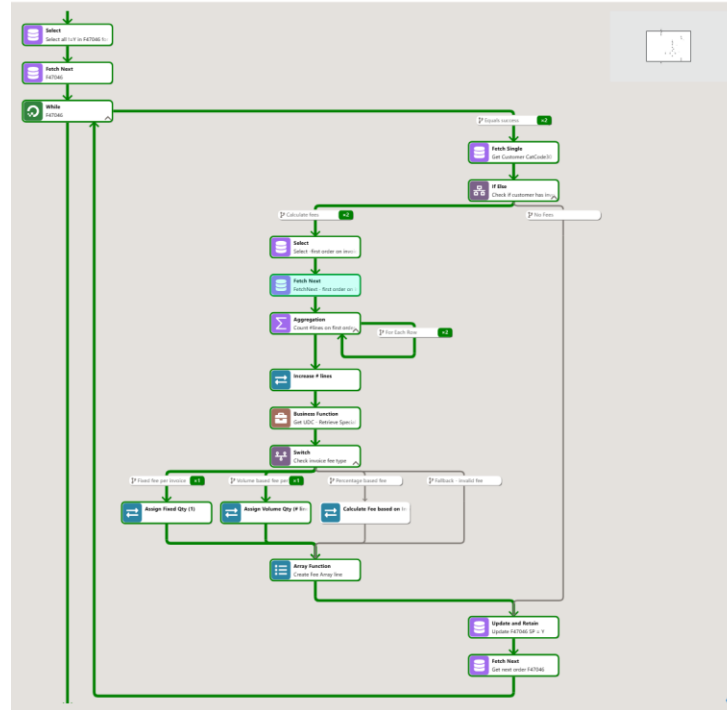 Select
Select all in F47046
Fetch Next
F47046
While
F47046
Equals success +2
Fetch Single
Get Customer CatCode
If Else
Check if customer has
Calculate fees +2
No Fees
Select
Select -first order on
Fetch Next
FetchNext - first order on
Aggregation
Count #lines on first
For Each Row +2
Increase # lines
Business Function
Get UDC - Retrieve
Switch
Check invoice fee type
Fixed fee per invoice +1
Volume based fee per +1
Percentage based fee
Fallback - invalid fee
Assign Fixed Qty (1)
Assign Volume Qty (#
Calculate Fee based on
Array Function
Create Fee Array line
Update and Retain
Update F47046 SP = Y
Fetch Next
Get next order F47046